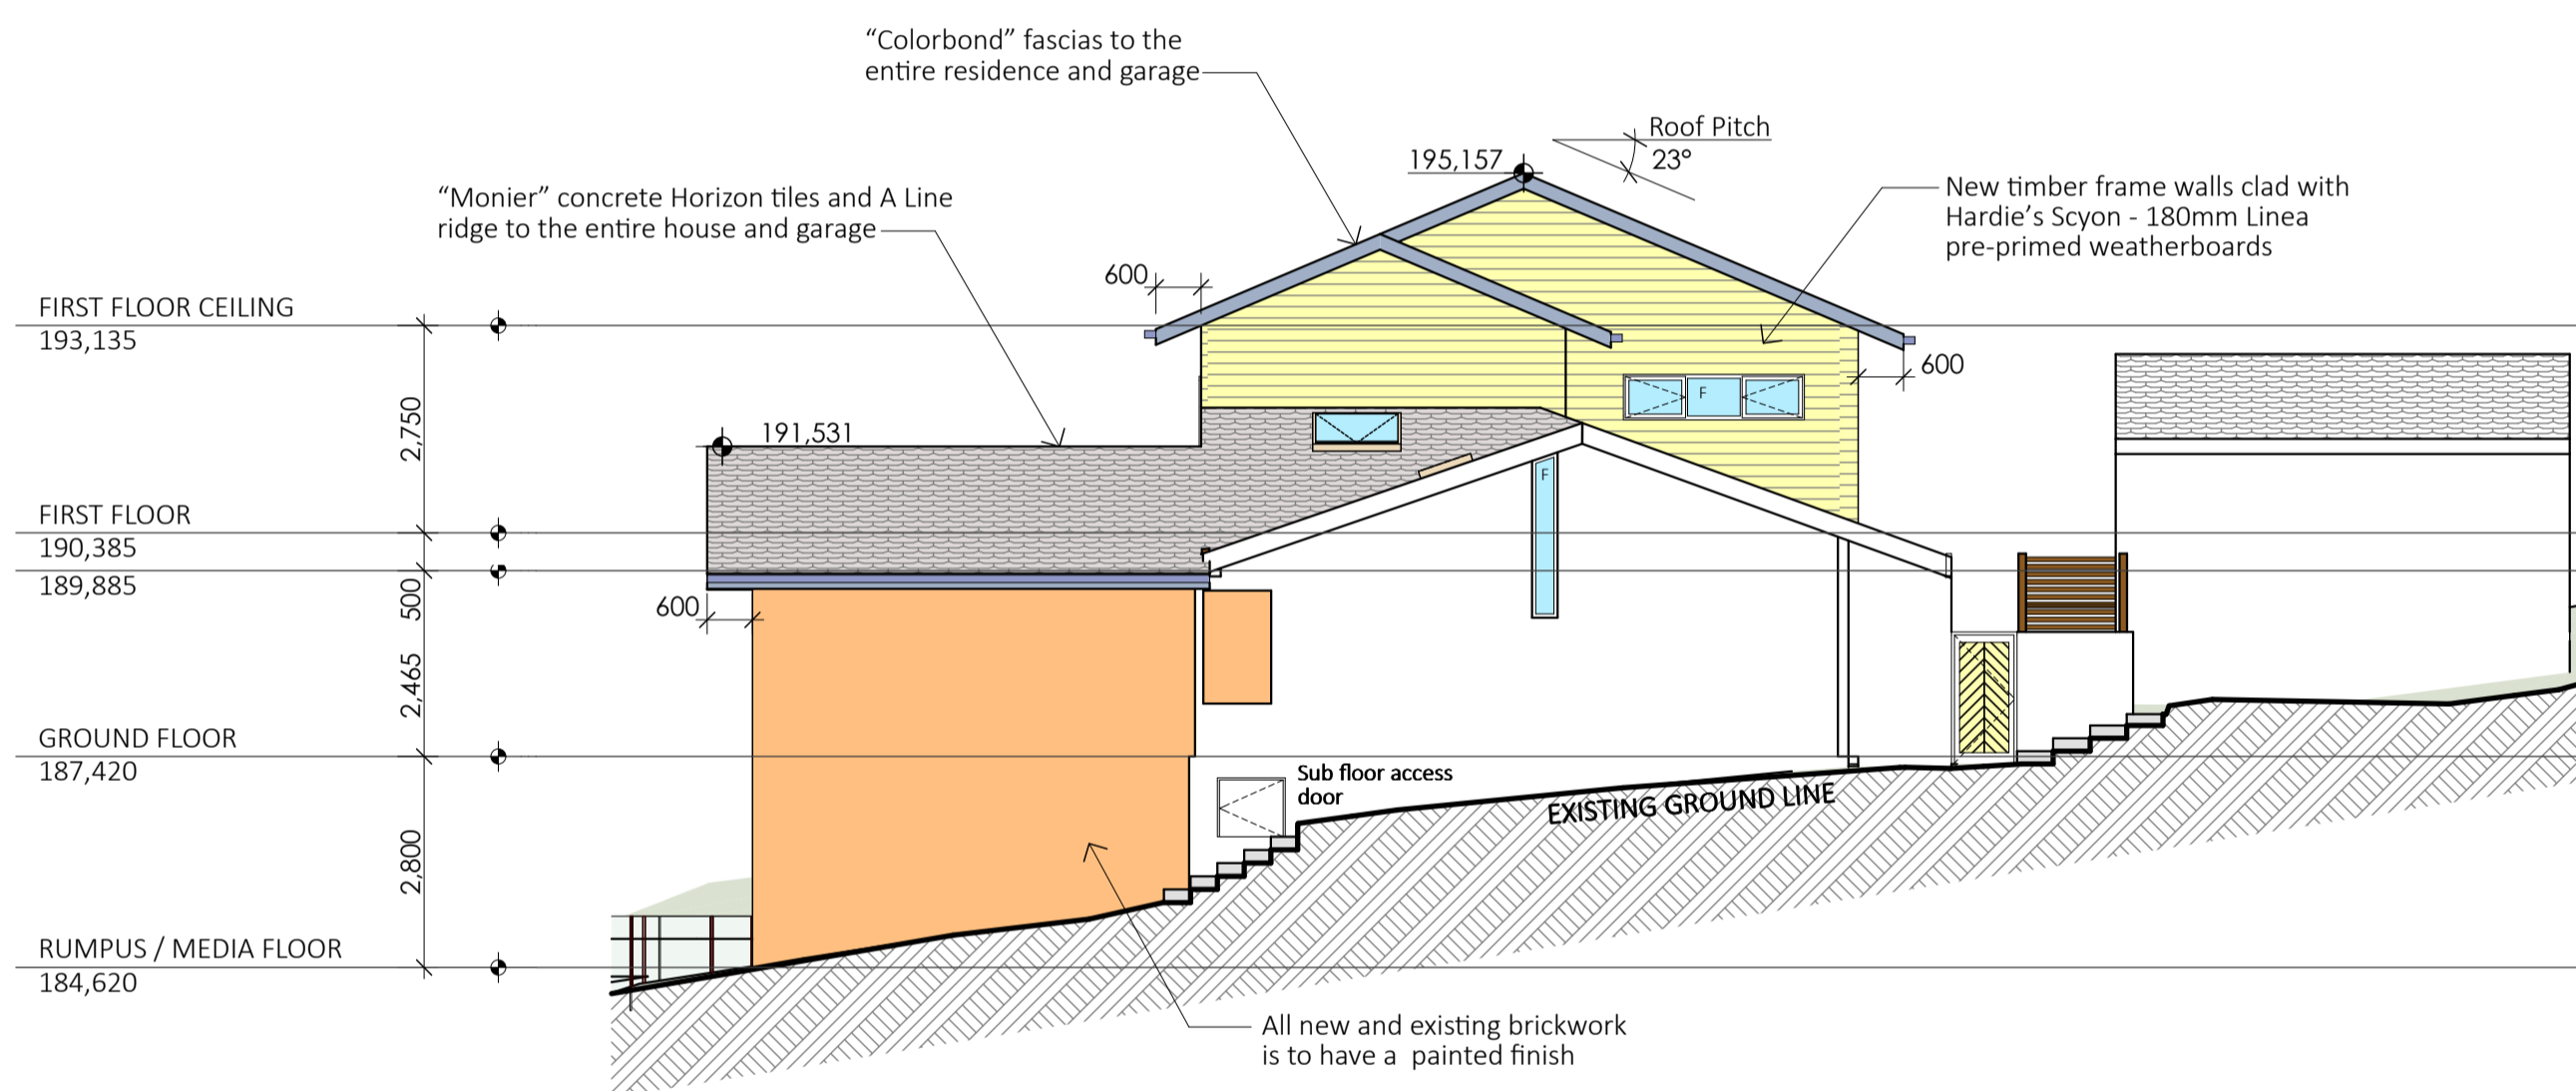 “Colorbond” fascias to the
entire residence and garage
Roof Pitch
23°
195,157
“Monier” concrete Horizon tiles and A Line
ridge to the entire house and garage
New timber frame walls clad with
Hardie’s Scyon - 180mm Linea
pre-primed weatherboards
600
FIRST FLOOR CEILING
193,135
600
F
2,750
191,531
F
FIRST FLOOR
190,385
189,885
500
600
2,465
GROUND FLOOR
187,420
Sub floor access
door
EXISTING GROUND LINE
2,800
RUMPUS / MEDIA FLOOR
184,620
All new and existing brickwork
is to have a  painted finish